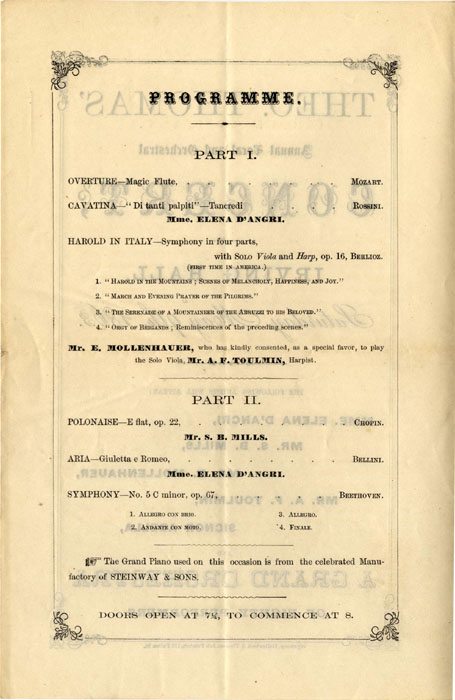 PROGRAMME.
PART I.
OVERTURE—Magic Flute, . . . . Mozart.
CAVATINA—"Di tanti palpiti"—Tancredi . . . Rossini.
Mme. ELENA D'ANGRI.
HAROLD IN ITALY—Symphony in four parts,
with Solo Viola and Harp, op. 16, Berlioz.
(FIRST TIME IN AMERICA.)
1. "Harold in the Mountains; Scenes of Melancholy, Happiness, and Joy."
2. "March and Evening Prayer of the Pilgrims."
3. "The Serenade of a Mountaineer of the Abruzzi to his Beloved."
4. "Orgy of Brigands; Reminiscences of the preceding scenes."
Mr. E. MOLLENHAUER, who has kindly consented, as a special favor, to play
the Solo Viola, Mr. A. F. TOULMIN, Harpist.
PART II.
POLONAISE—E flat, op. 22, . . . . Chopin.
Mr. S. B. MILLS.
ARIA—Giuletta e Romeo, . . . . . Bellini.
Mme. ELENA D'ANGRI.
SYMPHONY—No. 5 C minor, op. 67, . . . Beethoven.
1. Allegro con brio. 3. Allegro.
2. Andante con moto. 4. Finale.
☞ The Grand Piano used on this occasion is from the celebrated Manu-
factory of STEINWAY & SONS.
DOORS OPEN AT 7½, TO COMMENCE AT 8.